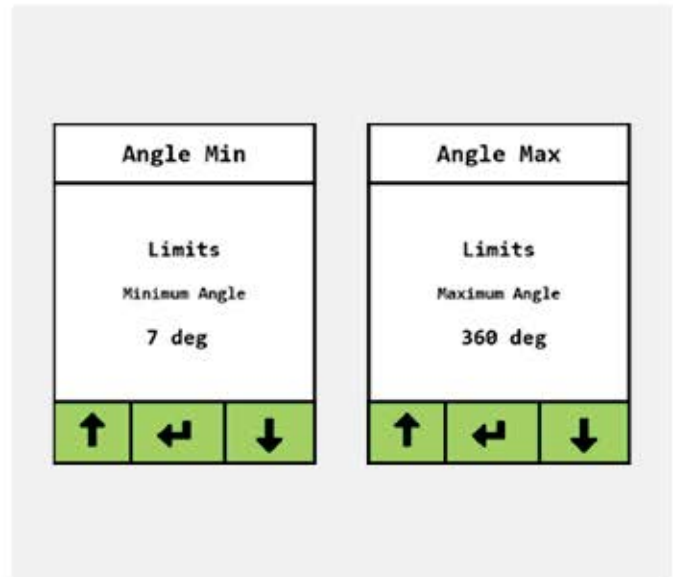 Angle Min
Limits
Minimum Angle
7 deg
Angle Max
Limits
Maximum Angle
360 deg